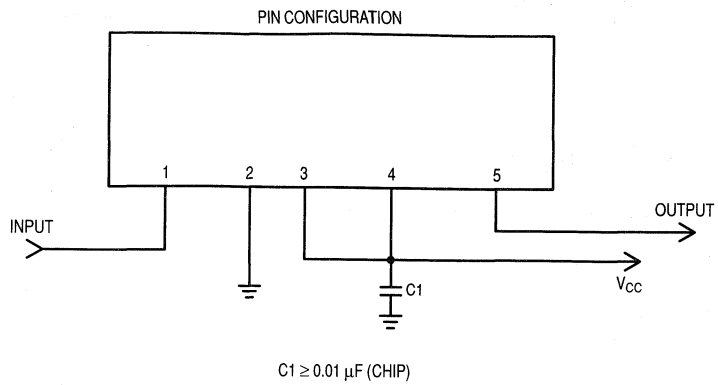 PIN CONFIGURATION
1 2 3 4 5
INPUT
OUTPUT
VCC
C1
C1 ≥ 0.01 µF (CHIP)